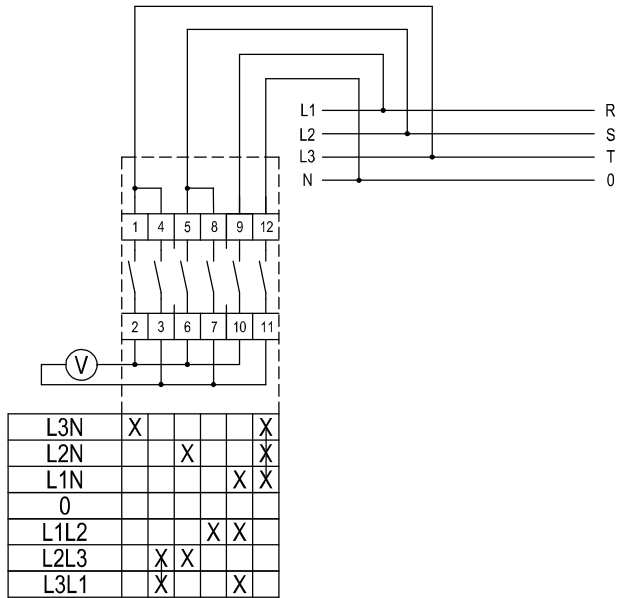 L1 R
L2 S
L3 T
N 0
1 4 5 8 9 12
2 3 6 7 10 11
V
L3N X X
L2N X X
L1N X X
0
L1L2 X X
L2L3 X X
L3L1 X X